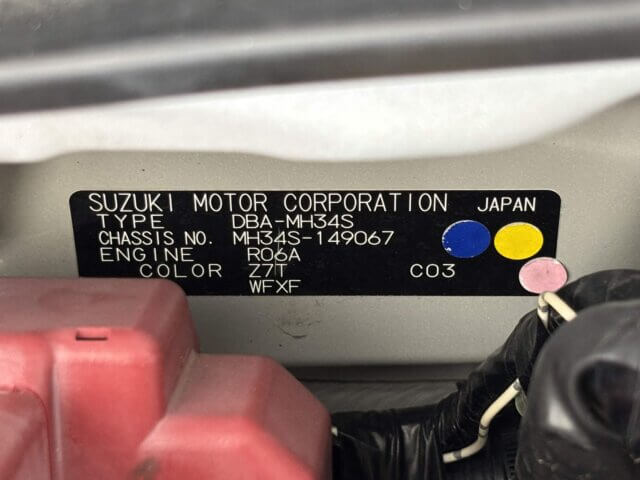 SUZUKI MOTOR CORPORATION JAPAN
TYPE DBA-MH34S
CHASSIS NO. MH34S-149067
ENGINE R06A
COLOR Z7T C03
WFXF